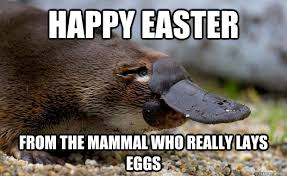 HAPPY EASTER
FROM THE MAMMAL WHO REALLY LAYS
EGGS